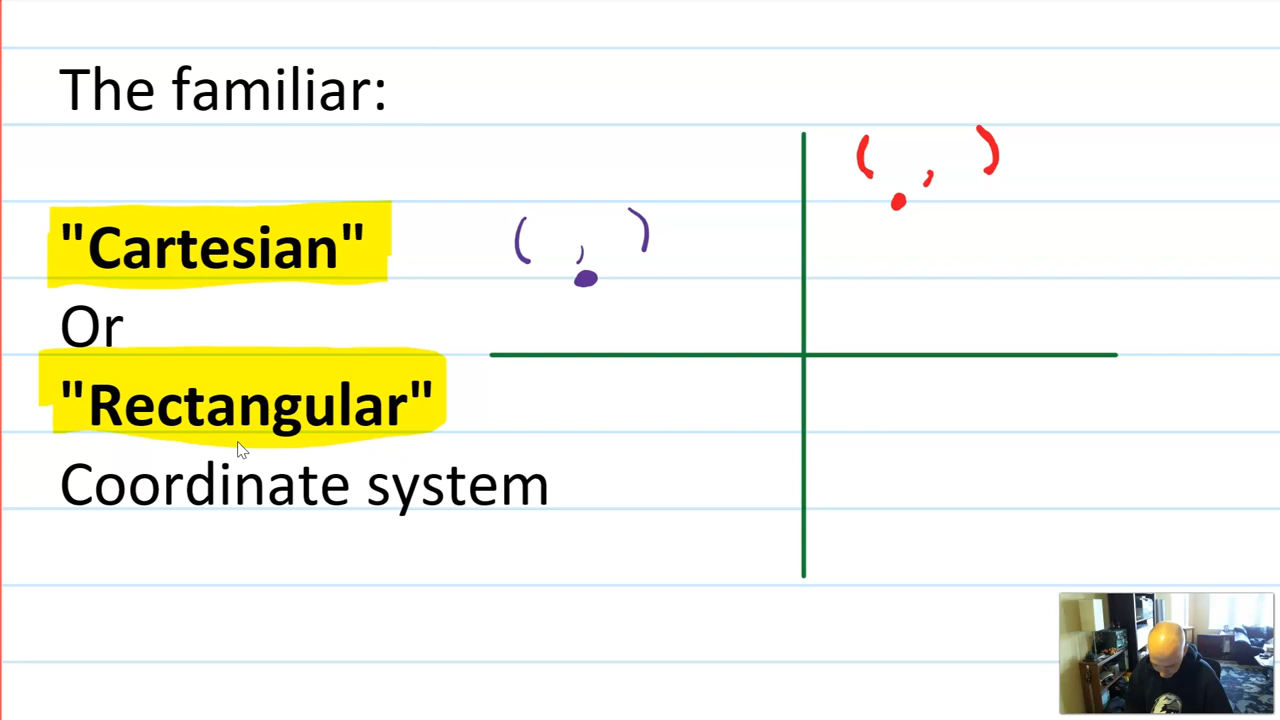 The familiar:
( , )
( , )
"Cartesian"
Or
"Rectangular"
Coordinate system